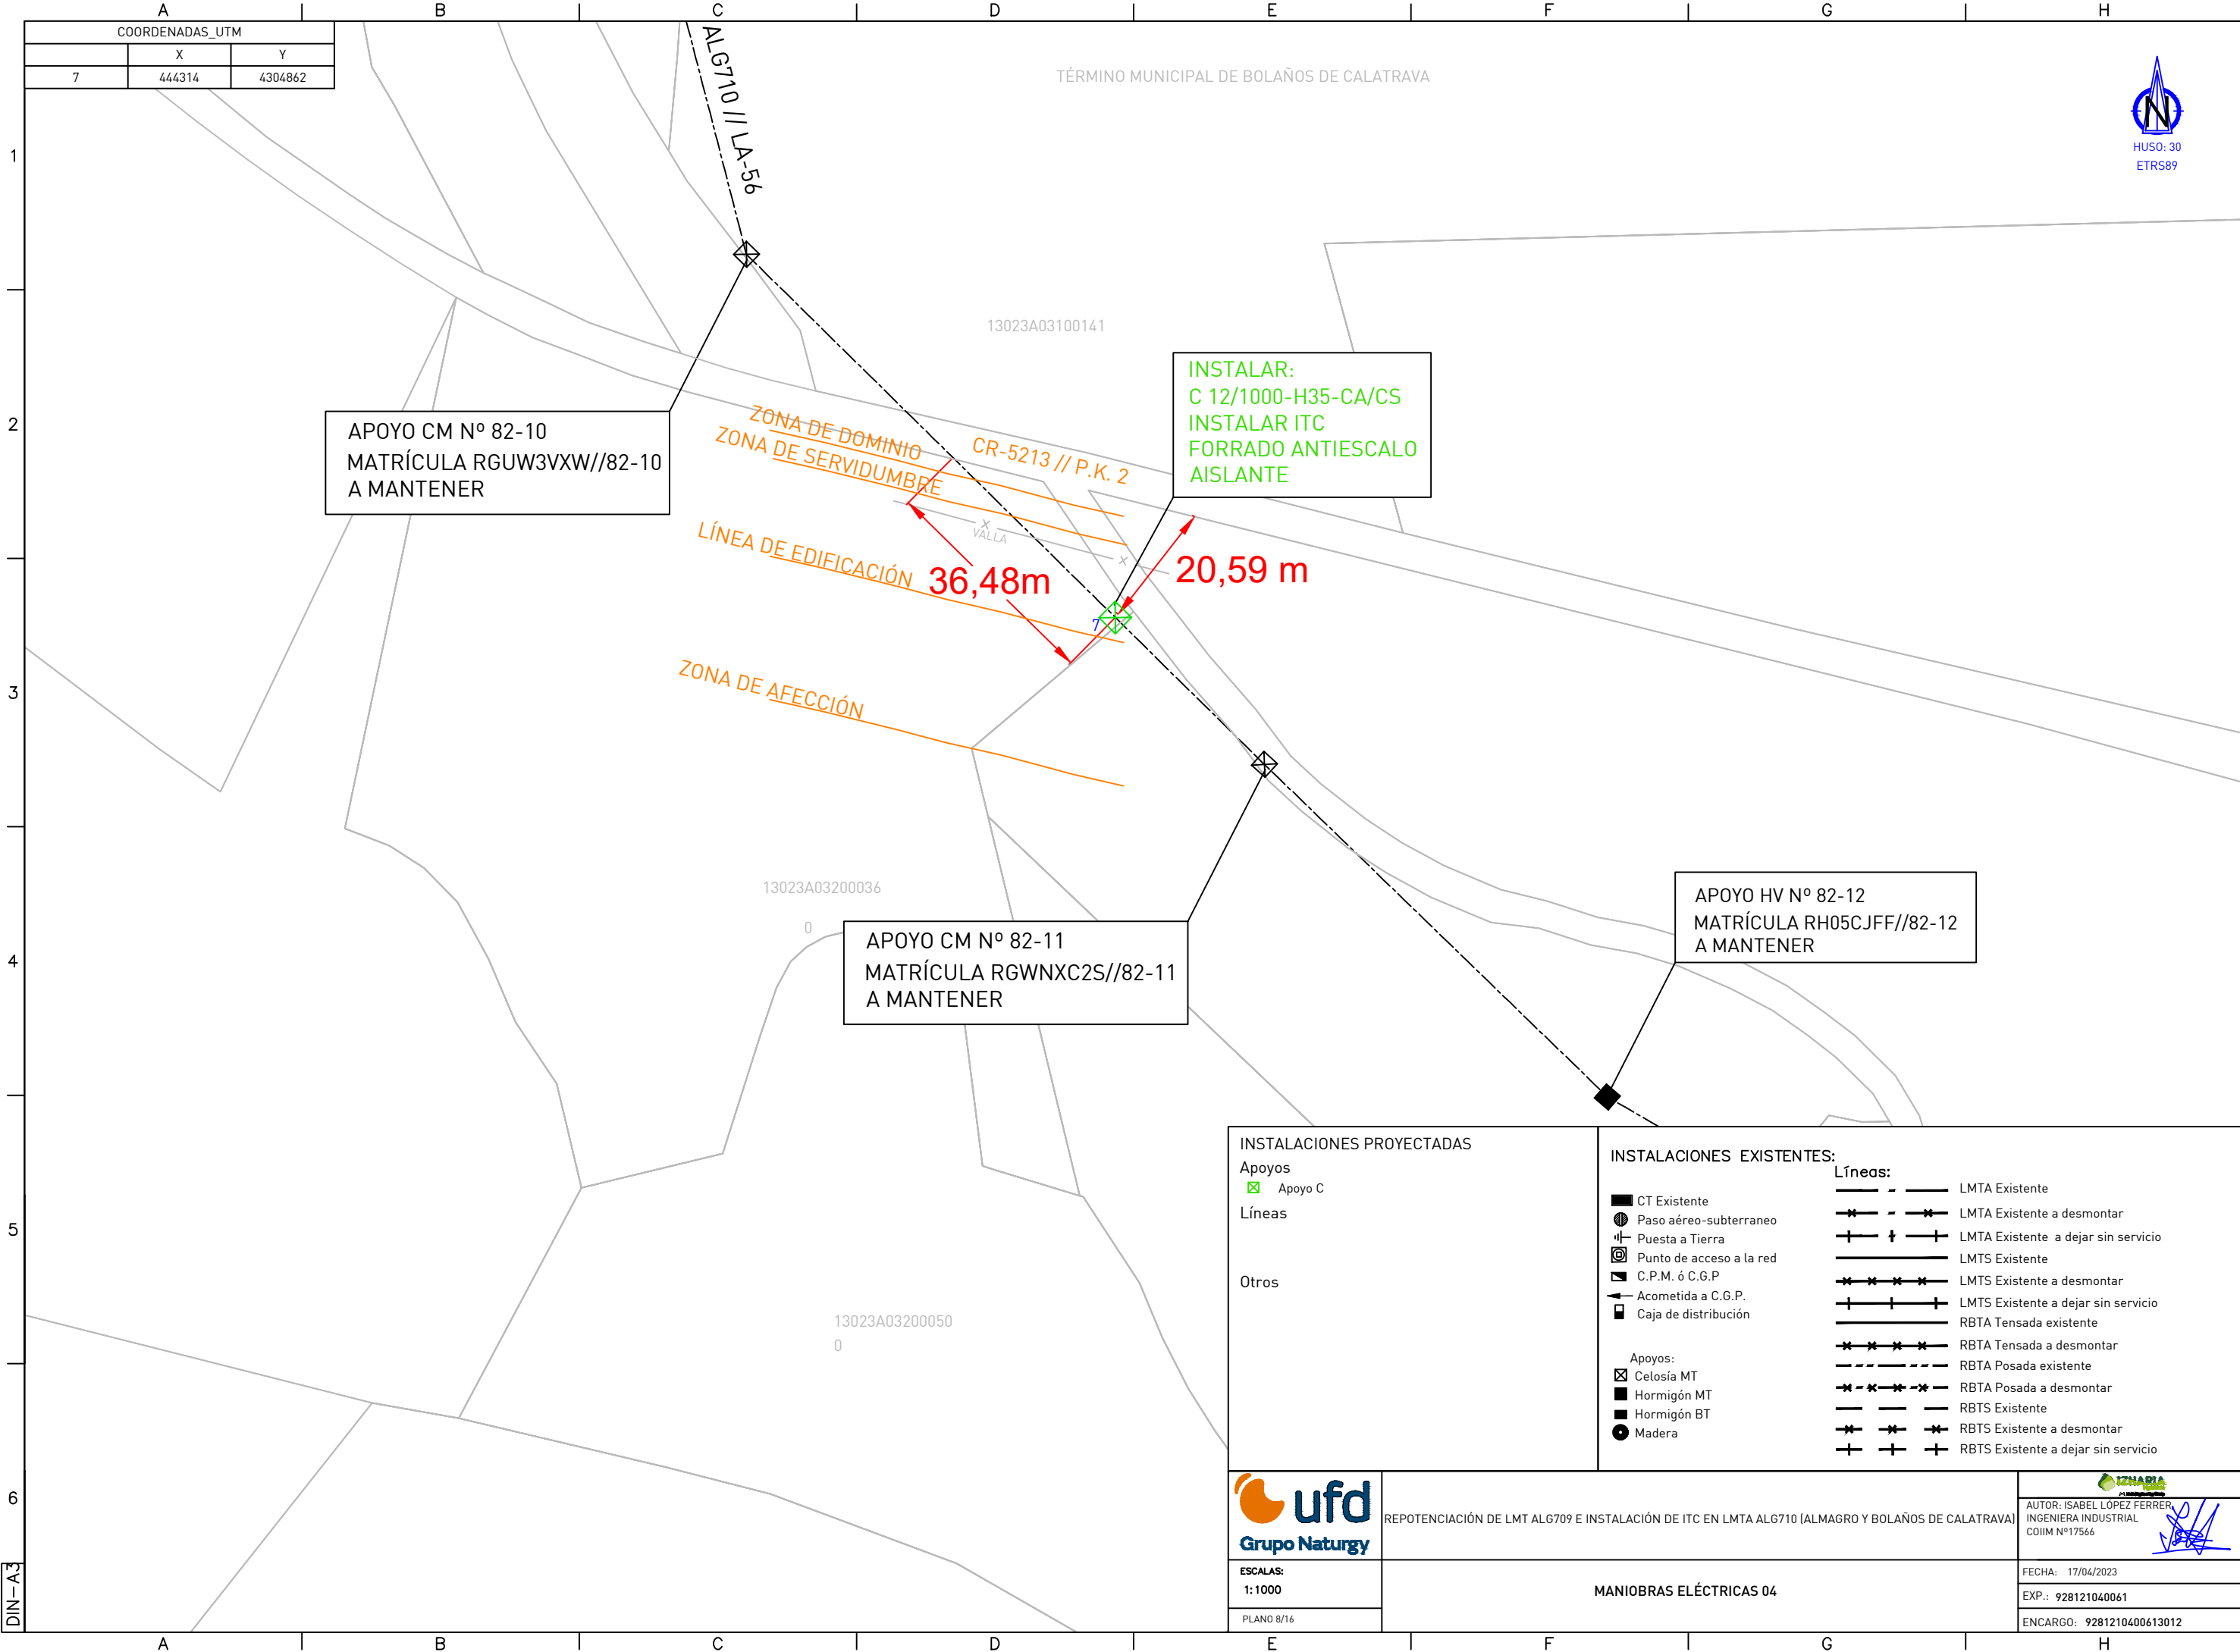 A B C D E F G H
COORDENADAS_UTM
X Y
7 444314 4304862
ALG710 // LA-56
TÉRMINO MUNICIPAL DE BOLAÑOS DE CALATRAVA
N
HUSO: 30
ETRS89
1
2
3
4
5
6
13023A03100141
INSTALAR:
C 12/1000-H35-CA/CS
INSTALAR ITC
FORRADO ANTIESCALO
AISLANTE
APOYO CM Nº 82-10
MATRÍCULA RGUW3VXW//82-10
A MANTENER
ZONA DE DOMINIO
ZONA DE SERVIDUMBRE
CR-5213 // P.K. 2
VALLA
LÍNEA DE EDIFICACIÓN
36,48m
20,59 m
7
ZONA DE AFECCIÓN
13023A03200036
0
APOYO CM Nº 82-11
MATRÍCULA RGWNXC2S//82-11
A MANTENER
APOYO HV Nº 82-12
MATRÍCULA RH05CJFF//82-12
A MANTENER
13023A03200050
0
INSTALACIONES PROYECTADAS
Apoyos
Apoyo C
Líneas
Otros
INSTALACIONES EXISTENTES:
CT Existente
Paso aéreo-subterraneo
Puesta a Tierra
Punto de acceso a la red
C.P.M. ó C.G.P
Acometida a C.G.P.
Caja de distribución
Apoyos:
Celosía MT
Hormigón MT
Hormigón BT
Madera
Líneas:
LMTA Existente
LMTA Existente a desmontar
LMTA Existente a dejar sin servicio
LMTS Existente
LMTS Existente a desmontar
LMTS Existente a dejar sin servicio
RBTA Tensada existente
RBTA Tensada a desmontar
RBTA Posada existente
RBTA Posada a desmontar
RBTS Existente
RBTS Existente a desmontar
RBTS Existente a dejar sin servicio
ufd
Grupo Naturgy
REPOTENCIACIÓN DE LMT ALG709 E INSTALACIÓN DE ITC EN LMTA ALG710 (ALMAGRO Y BOLAÑOS DE CALATRAVA)
IZHARIA
AUTOR: ISABEL LÓPEZ FERRER
INGENIERA INDUSTRIAL
COIIM Nº17566
ESCALAS:
1:1000
PLANO 8/16
MANIOBRAS ELÉCTRICAS 04
FECHA: 17/04/2023
EXP.: 928121040061
ENCARGO: 9281210400613012
DIN-A3
A B C D E F G H